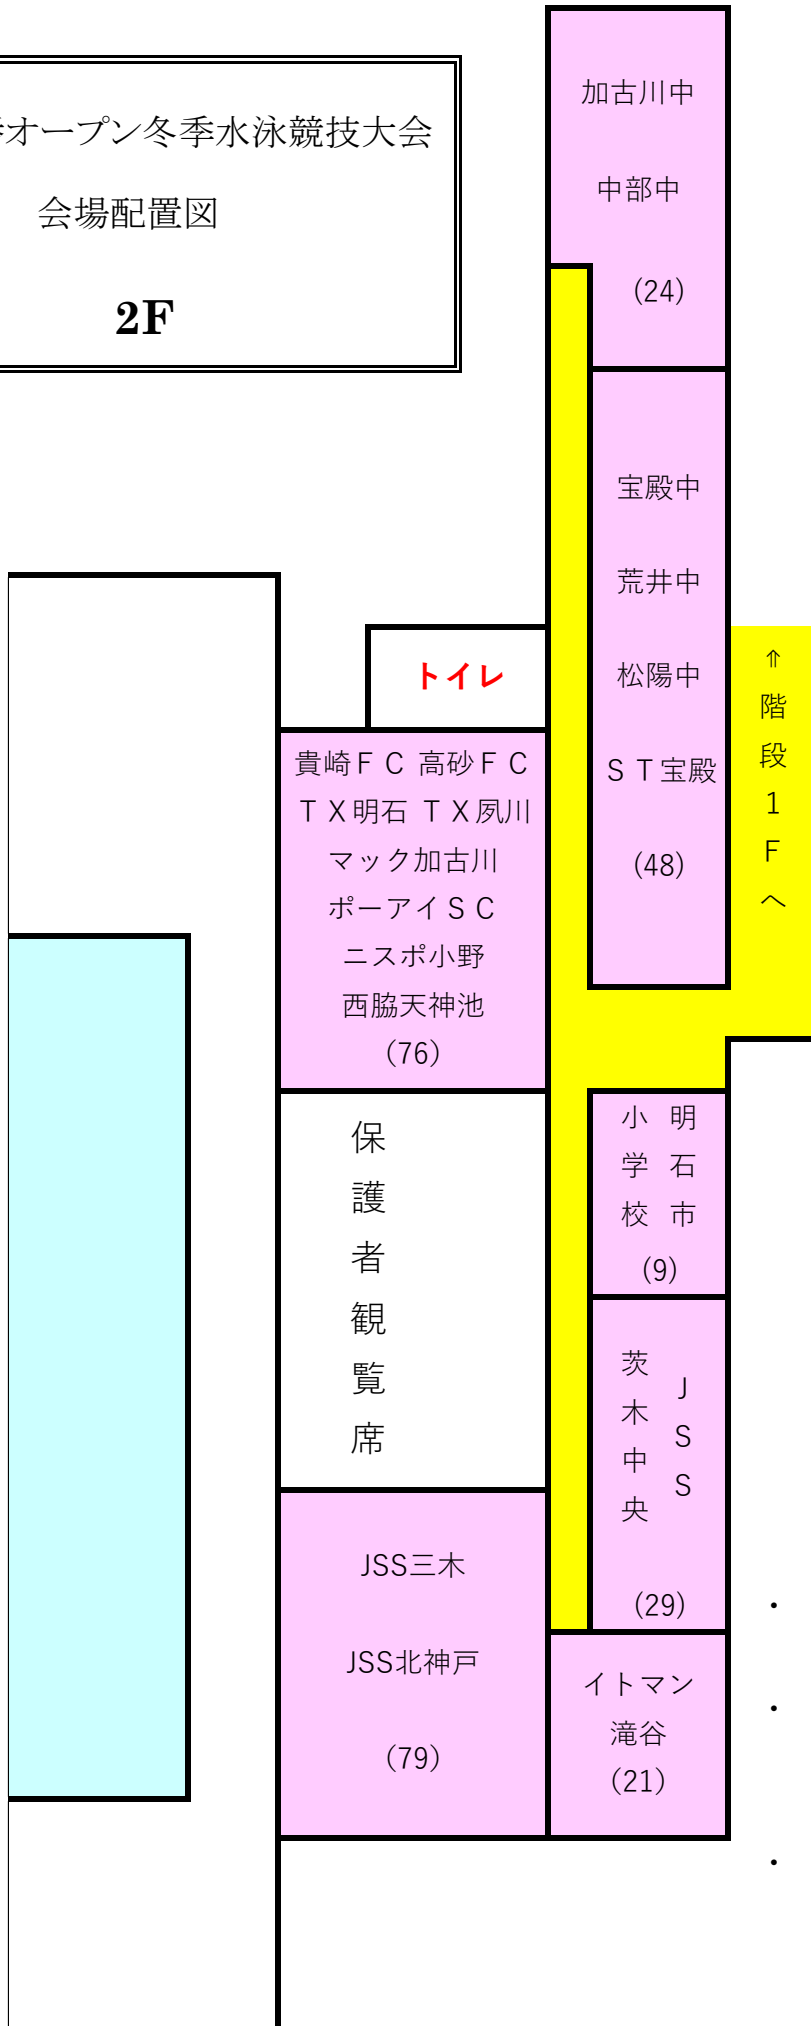 オープン冬季水泳競技大会
会場配置図
2F
加古川中
中部中
(24)
宝殿中
荒井中
松陽中
ＳＴ宝殿
(48)
⇑階段1Fへ
トイレ
貴崎ＦＣ 高砂ＦＣ
ＴＸ明石 ＴＸ夙川
マック加古川
ポーアイＳＣ
ニスポ小野
西脇天神池
(76)
保護者観覧席
明石市
小学校
(9)
ＪＳＳ
茨木中央
(29)
JSS三木
JSS北神戸
(79)
イトマン
滝谷
(21)
・
・
・